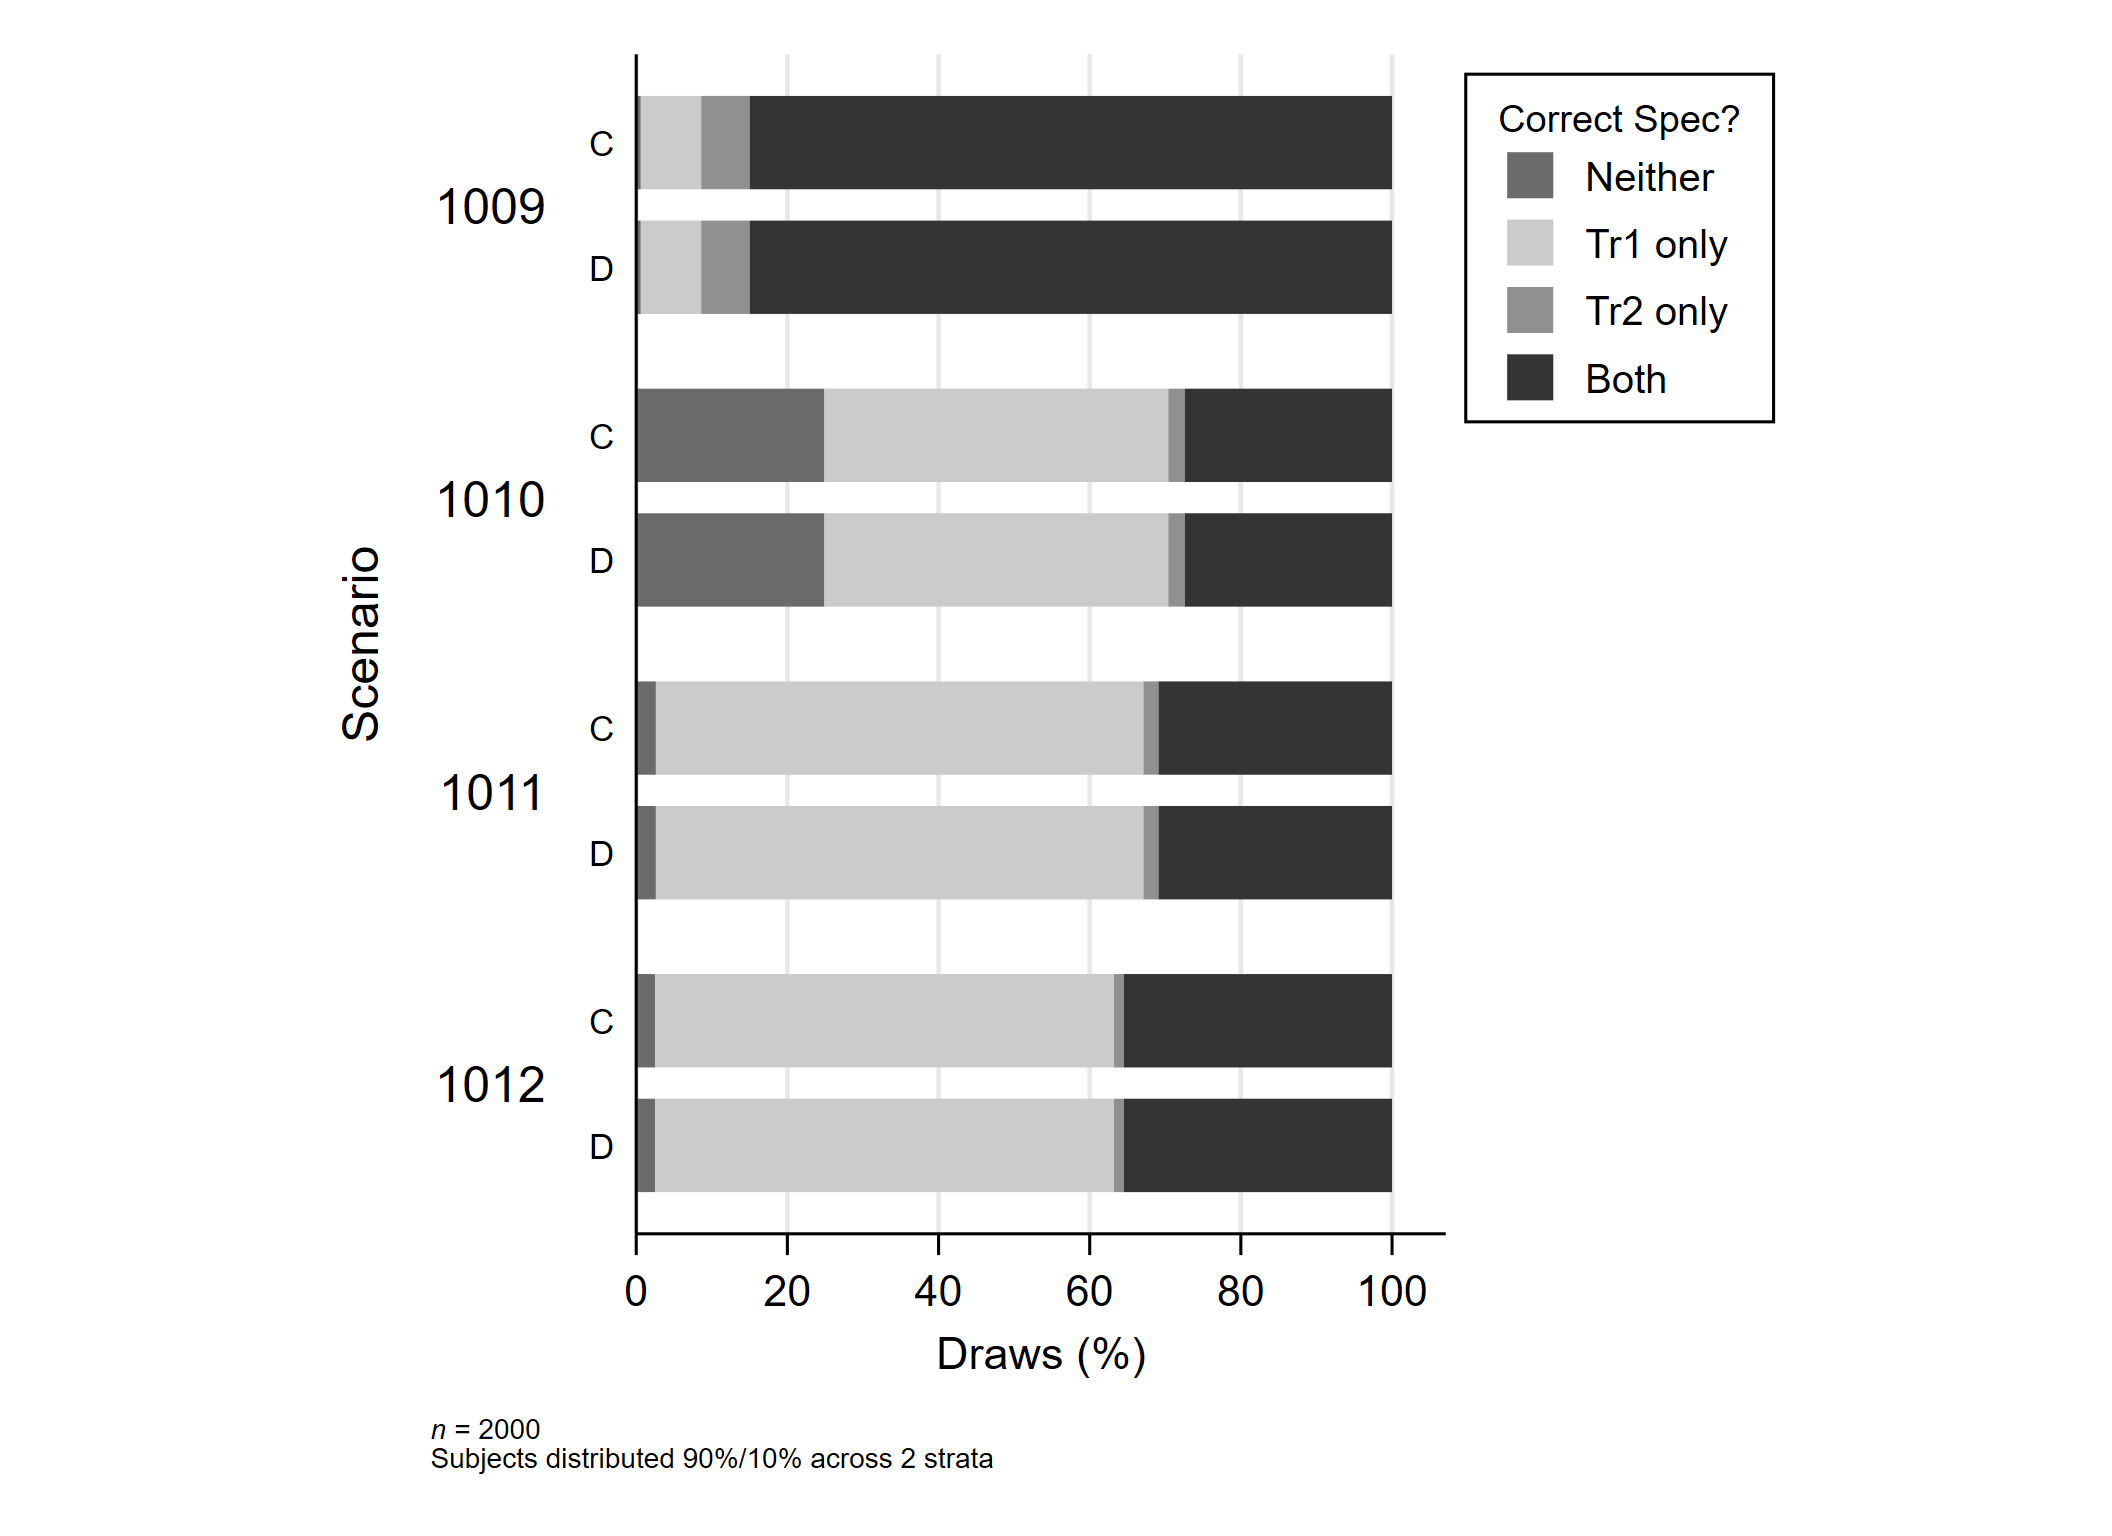 Correct Spec?
Neither
Tr1 only
Tr2 only
Both
Scenario
1009
C
D
1010
C
D
1011
C
D
1012
C
D
0 20 40 60 80 100
Draws (%)
n = 2000
Subjects distributed 90%/10% across 2 strata